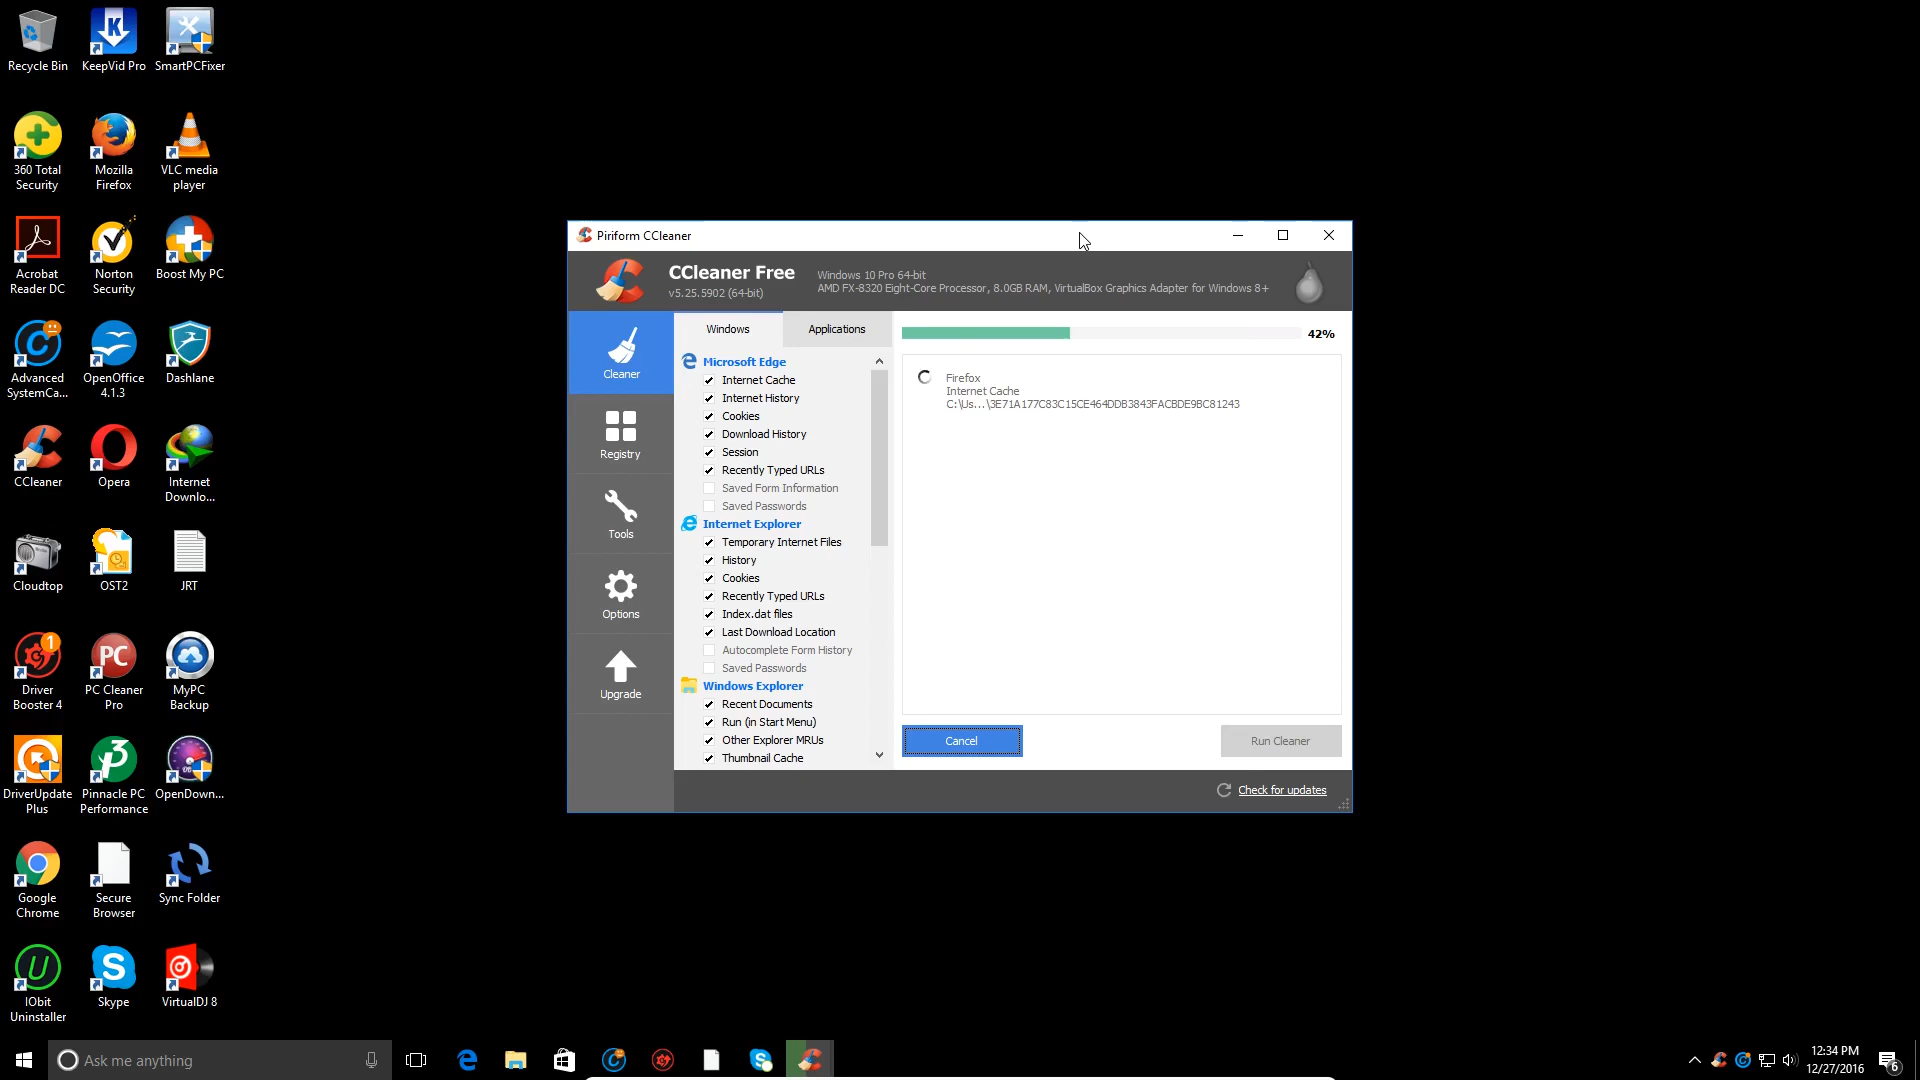 Recycle Bin
KeepVid Pro
SmartPCFixer
360 Total
Security
Mozilla
Firefox
VLC media
player
Acrobat
Reader DC
Norton
Security
Boost My PC
Advanced
SystemCa...
OpenOffice
4.1.3
Dashlane
CCleaner
Opera
Internet
Downlo...
Cloudtop
OST2
JRT
1
PC
Driver
Booster 4
PC Cleaner
Pro
MyPC
Backup
DriverUpdate
Plus
Pinnacle PC
Performance
OpenDown...
Google
Chrome
Secure
Browser
Sync Folder
IObit
Uninstaller
Skype
VirtualDJ 8
Piriform CCleaner
CCleaner Free
v5.25.5902 (64-bit)
Windows 10 Pro 64-bit
AMD FX-8320 Eight-Core Processor, 8.0GB RAM, VirtualBox Graphics Adapter for Windows 8+
Cleaner
Registry
Tools
Options
Upgrade
Windows
Applications
Microsoft Edge
Internet Cache
Internet History
Cookies
Download History
Session
Recently Typed URLs
Saved Form Information
Saved Passwords
Internet Explorer
Temporary Internet Files
History
Cookies
Recently Typed URLs
Index.dat files
Last Download Location
Autocomplete Form History
Saved Passwords
Windows Explorer
Recent Documents
Run (in Start Menu)
Other Explorer MRUs
Thumbnail Cache
42%
Firefox
Internet Cache
C:\Us...\3E71A177C83C15CE464DDB3843FACBDE9BC81243
Cancel
Run Cleaner
Check for updates
Ask me anything
12:34 PM
12/27/2016
6